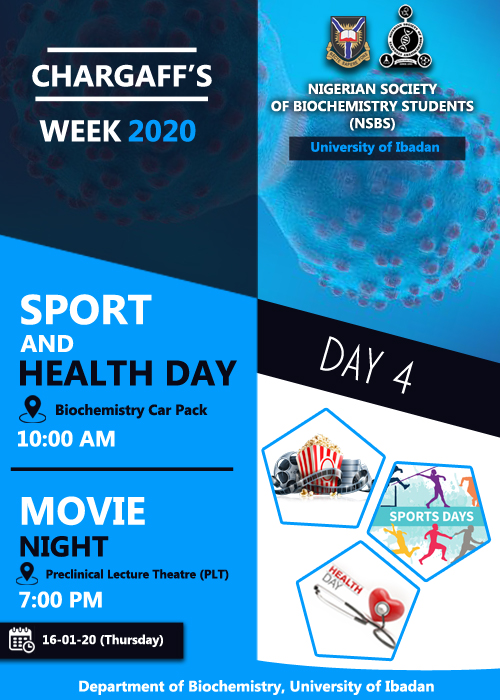 CHARGAFF'S
WEEK 2020
NIGERIAN SOCIETY
OF BIOCHEMISTRY STUDENTS
(NSBS)
University of Ibadan
SPORT
AND
HEALTH DAY
Biochemistry Car Pack
10:00 AM
DAY 4
MOVIE
NIGHT
Preclinical Lecture Theatre (PLT)
7:00 PM
SPORTS DAYS
HEALTH
DAY
16-01-20 (Thursday)
Department of Biochemistry, University of Ibadan